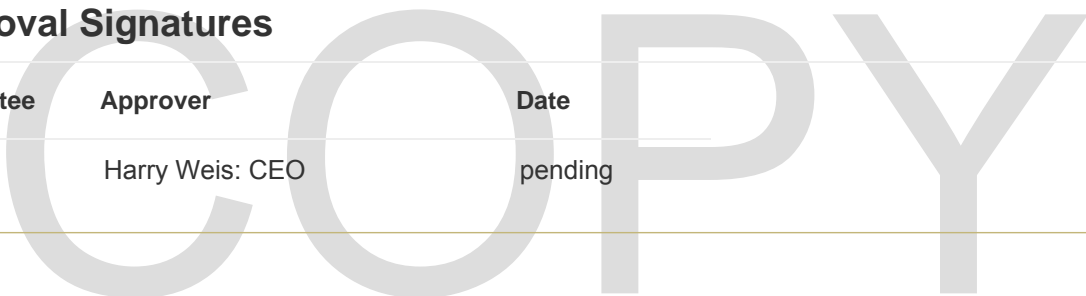 oval Signatures
tee Approver Date
Harry Weis: CEO pending
COPY